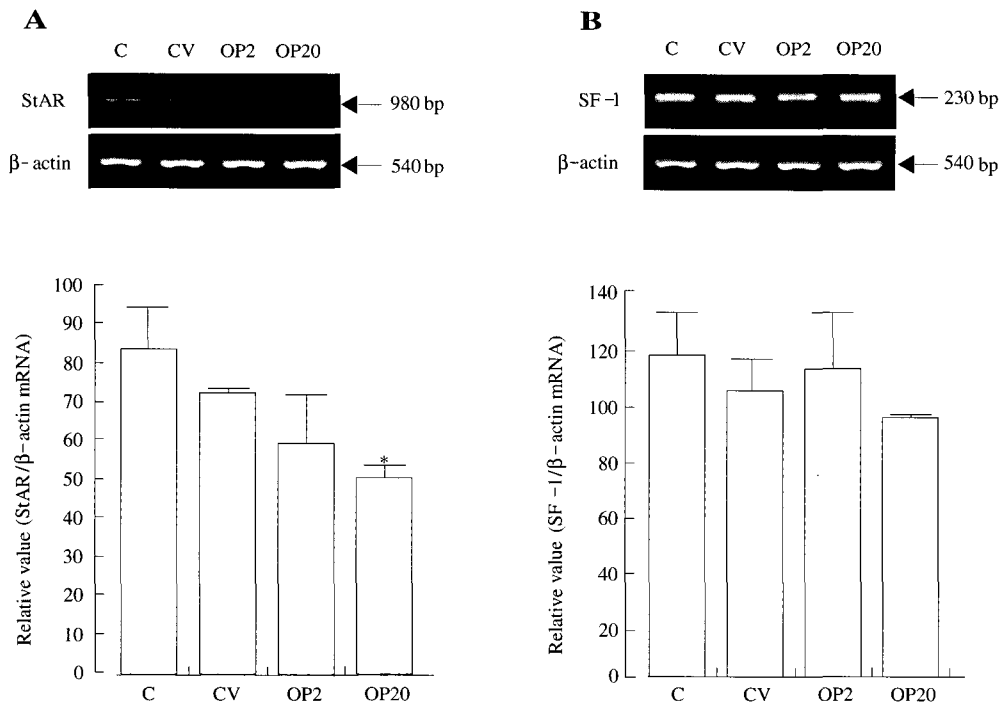 A
C CV OP2 OP20
StAR
980 bp
β-actin
540 bp
B
C CV OP2 OP20
SF -1
230 bp
β-actin
540 bp
Relative value (StAR/β-actin mRNA)
100
90
80
70
60
50
40
30
20
10
0
*
C CV OP2 OP20
Relative value (SF -1/β-actin mRNA)
140
120
100
80
60
40
20
0
C CV OP2 OP20